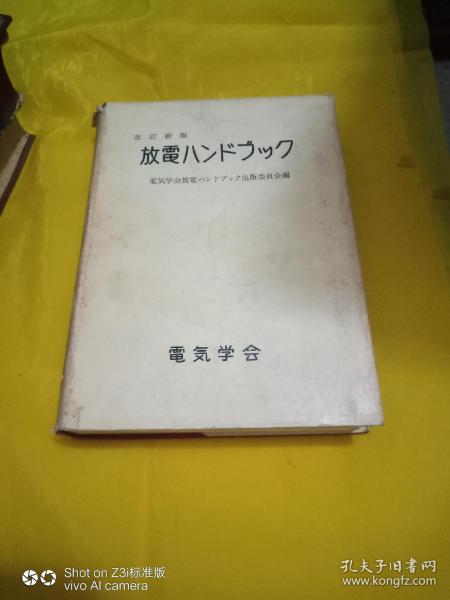 改訂新版
放電ハンドブック
電気学会放電ハンドブック出版委員会編
電気学会
Shot on Z3i标准版
vivo AI camera
孔夫子旧书网
www.kongfz.com